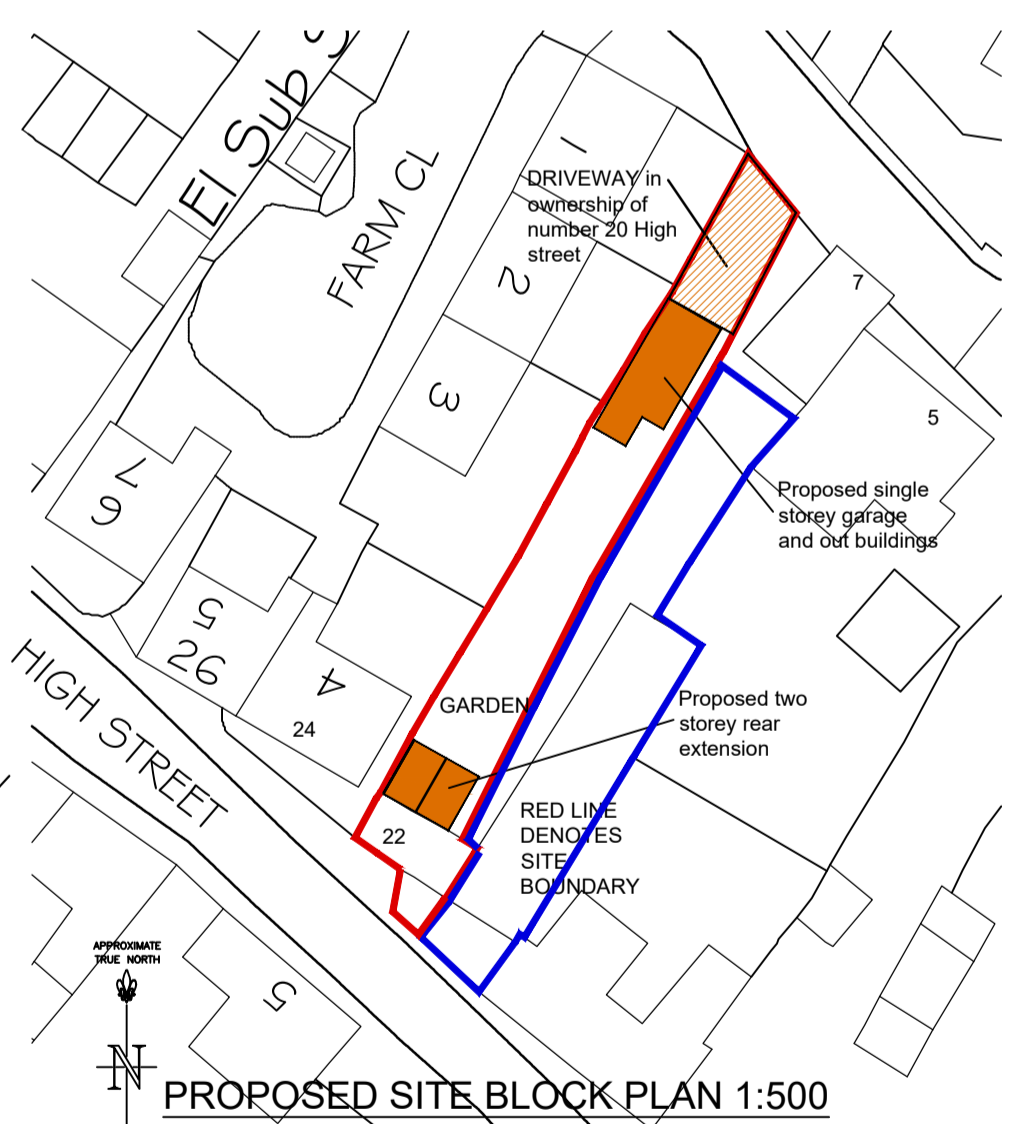 El Sub S
FARM CL
1
DRIVEWAY in
ownership of
number 20 High
street
2
7
3
5
7
6
Proposed single
storey garage
and out buildings
5
26
4
24
HIGH STREET
GARDEN
Proposed two
storey rear
extension
22
RED LINE
DENOTES
SITE
BOUNDARY
APPROXIMATE
TRUE NORTH
N
5
PROPOSED SITE BLOCK PLAN 1:500